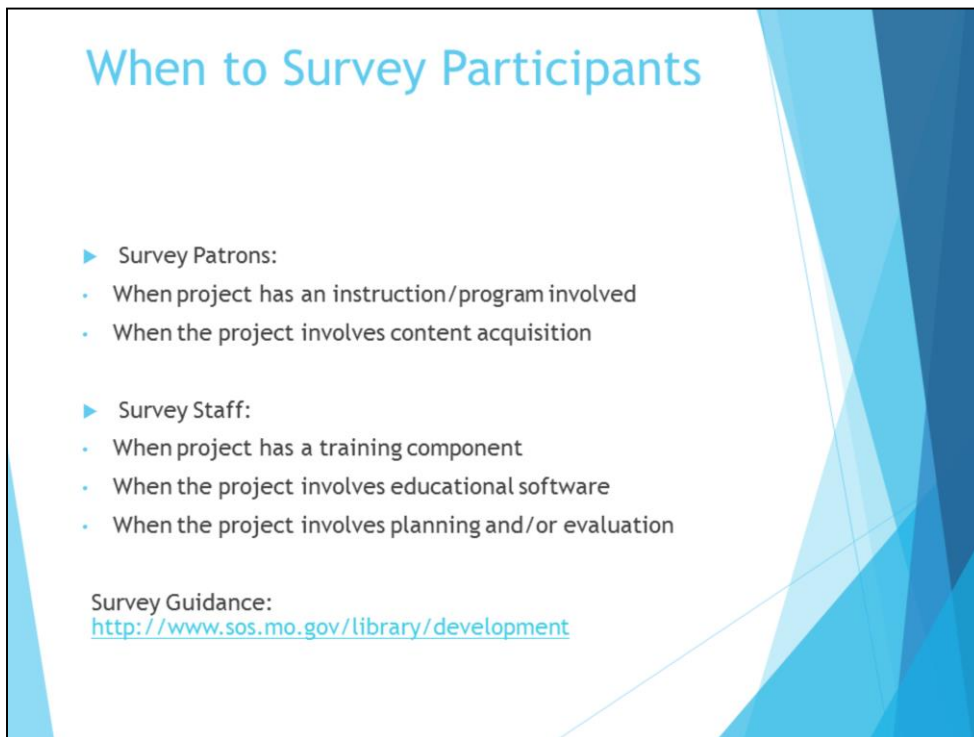 When to Survey Participants
Survey Patrons:
When project has an instruction/program involved
When the project involves content acquisition
Survey Staff:
When project has a training component
When the project involves educational software
When the project involves planning and/or evaluation
Survey Guidance:
http://www.sos.mo.gov/library/development